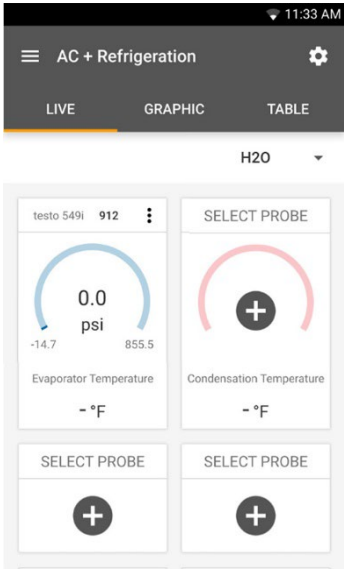 11:33 AM
AC + Refrigeration
LIVE GRAPHIC TABLE
H2O
testo 549i 912
SELECT PROBE
0.0
psi
-14.7 855.5
Evaporator Temperature
Condensation Temperature
- °F
- °F
SELECT PROBE
SELECT PROBE